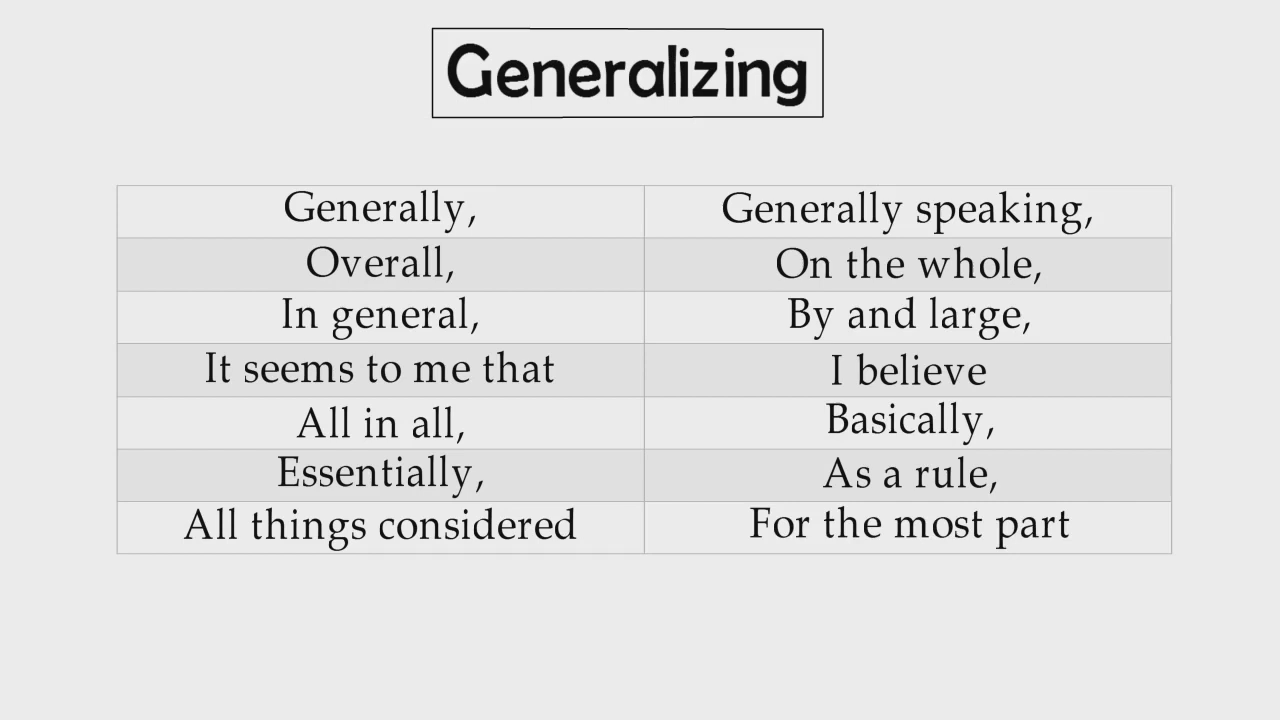 Generalizing
Generally, Generally speaking,
Overall, On the whole,
In general, By and large,
It seems to me that I believe
All in all, Basically,
Essentially, As a rule,
All things considered For the most part